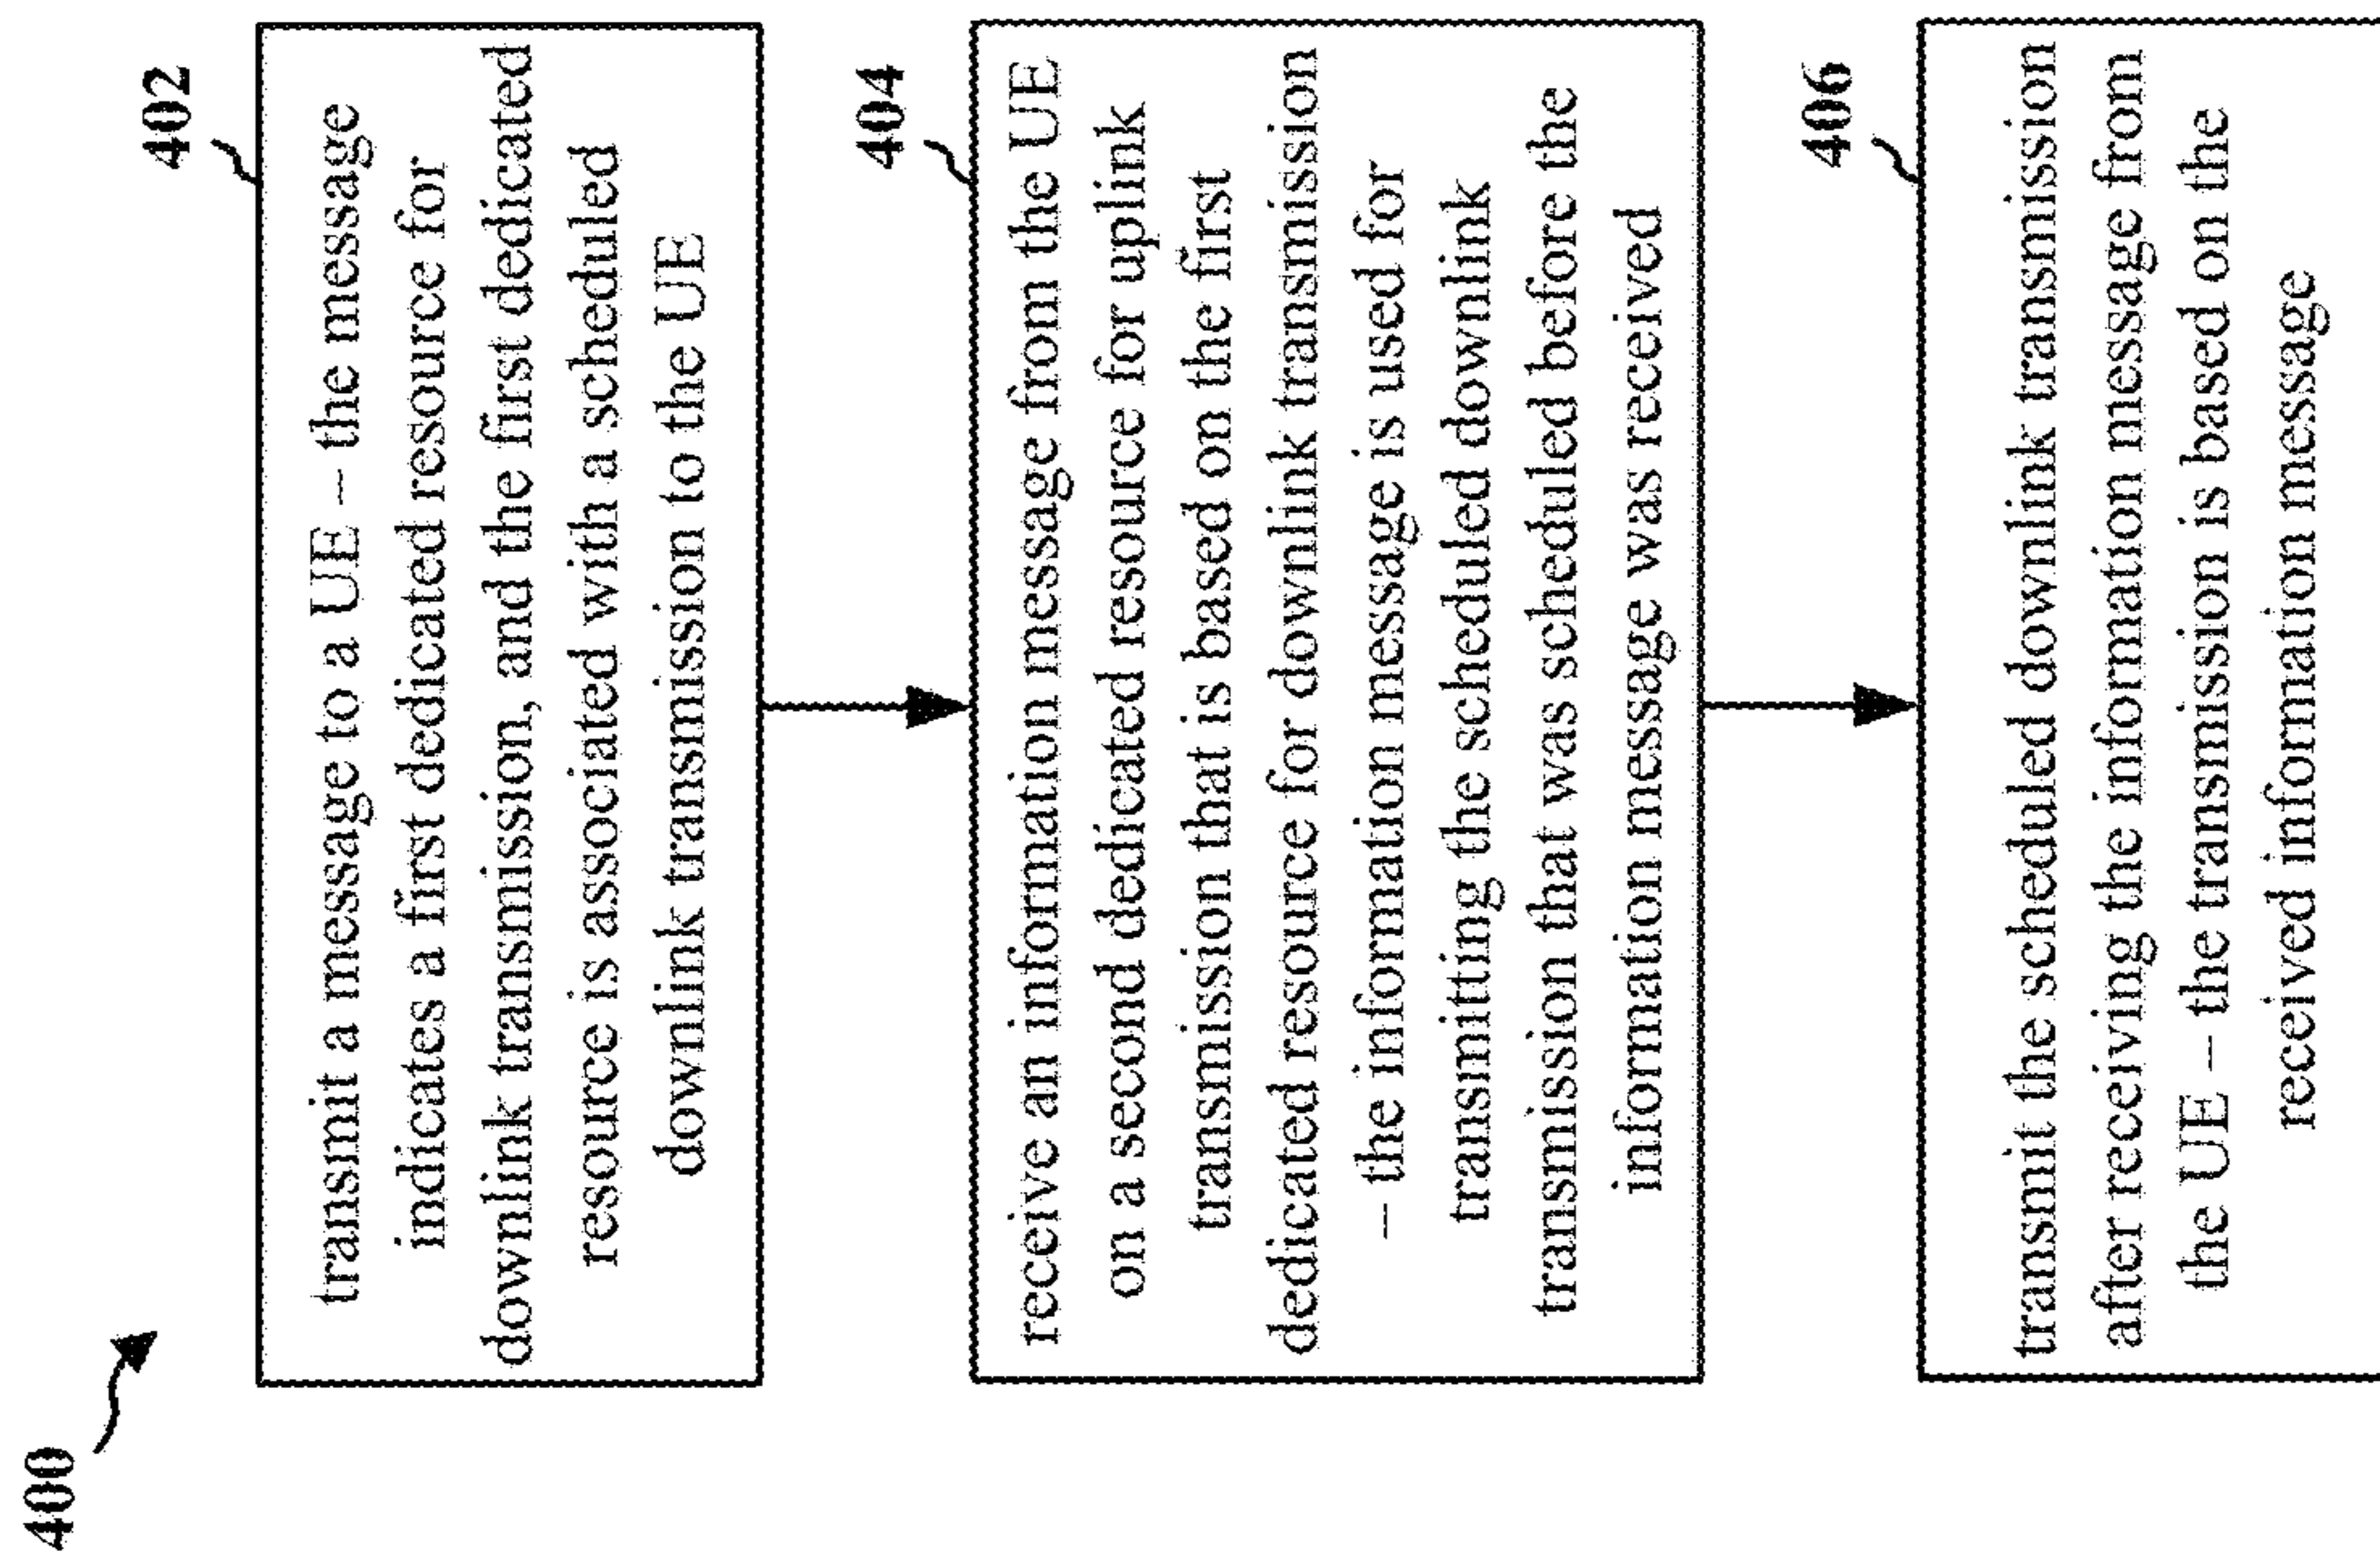 400
402
transmit a message to a UE – the message
indicates a first dedicated resource for
downlink transmission, and the first dedicated
resource is associated with a scheduled
downlink transmission to the UE
404
receive an information message from the UE
on a second dedicated resource for uplink
transmission that is based on the first
dedicated resource for downlink transmission
– the information message is used for
transmitting the scheduled downlink
transmission that was scheduled before the
information message was received
406
transmit the scheduled downlink transmission
after receiving the information message from
the UE – the transmission is based on the
received information message